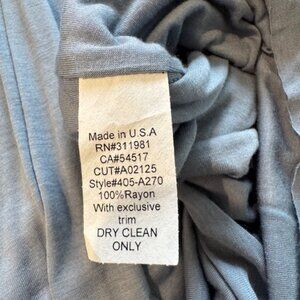 Made in U.S.A
RN#311981
CA#54517
CUT#A02125
Style#405-A270
100%Rayon
With exclusive
trim
DRY CLEAN
ONLY